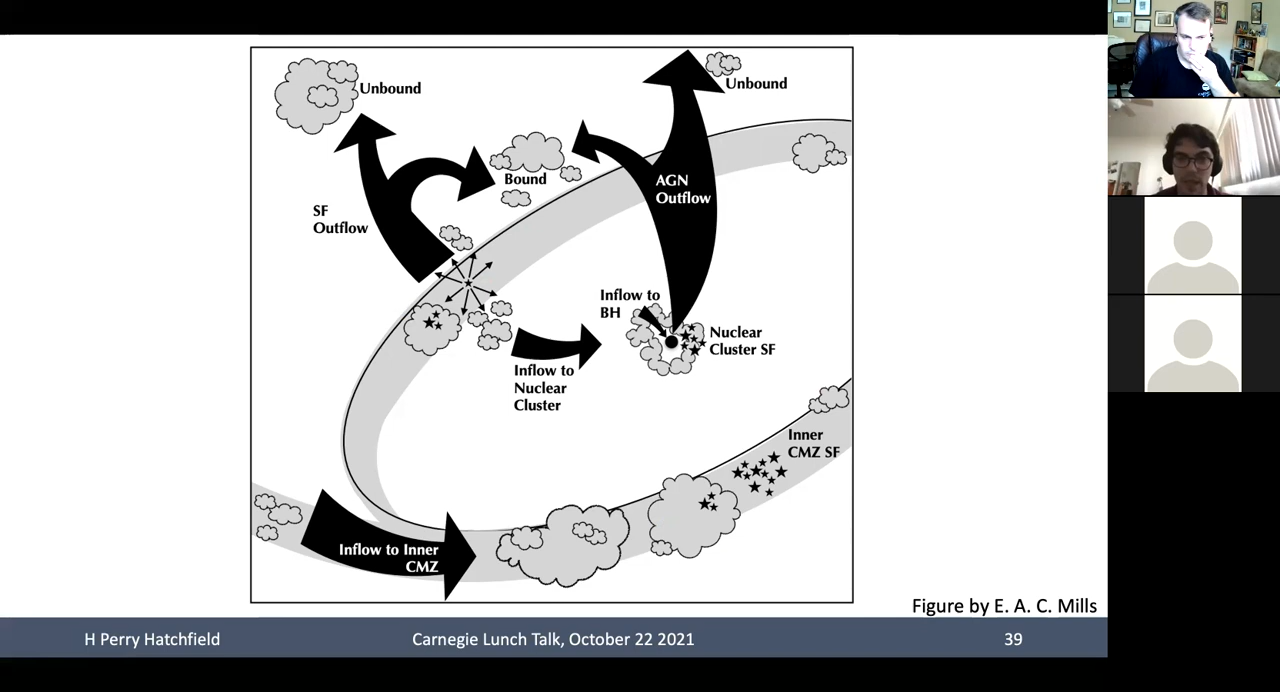 Unbound
Unbound
Bound
AGN
Outflow
SF
Outflow
Inflow to
BH
Nuclear
Cluster SF
Inflow to
Nuclear
Cluster
Inner
CMZ SF
Inflow to Inner
CMZ
Figure by E. A. C. Mills
H Perry Hatchfield
Carnegie Lunch Talk, October 22 2021
39